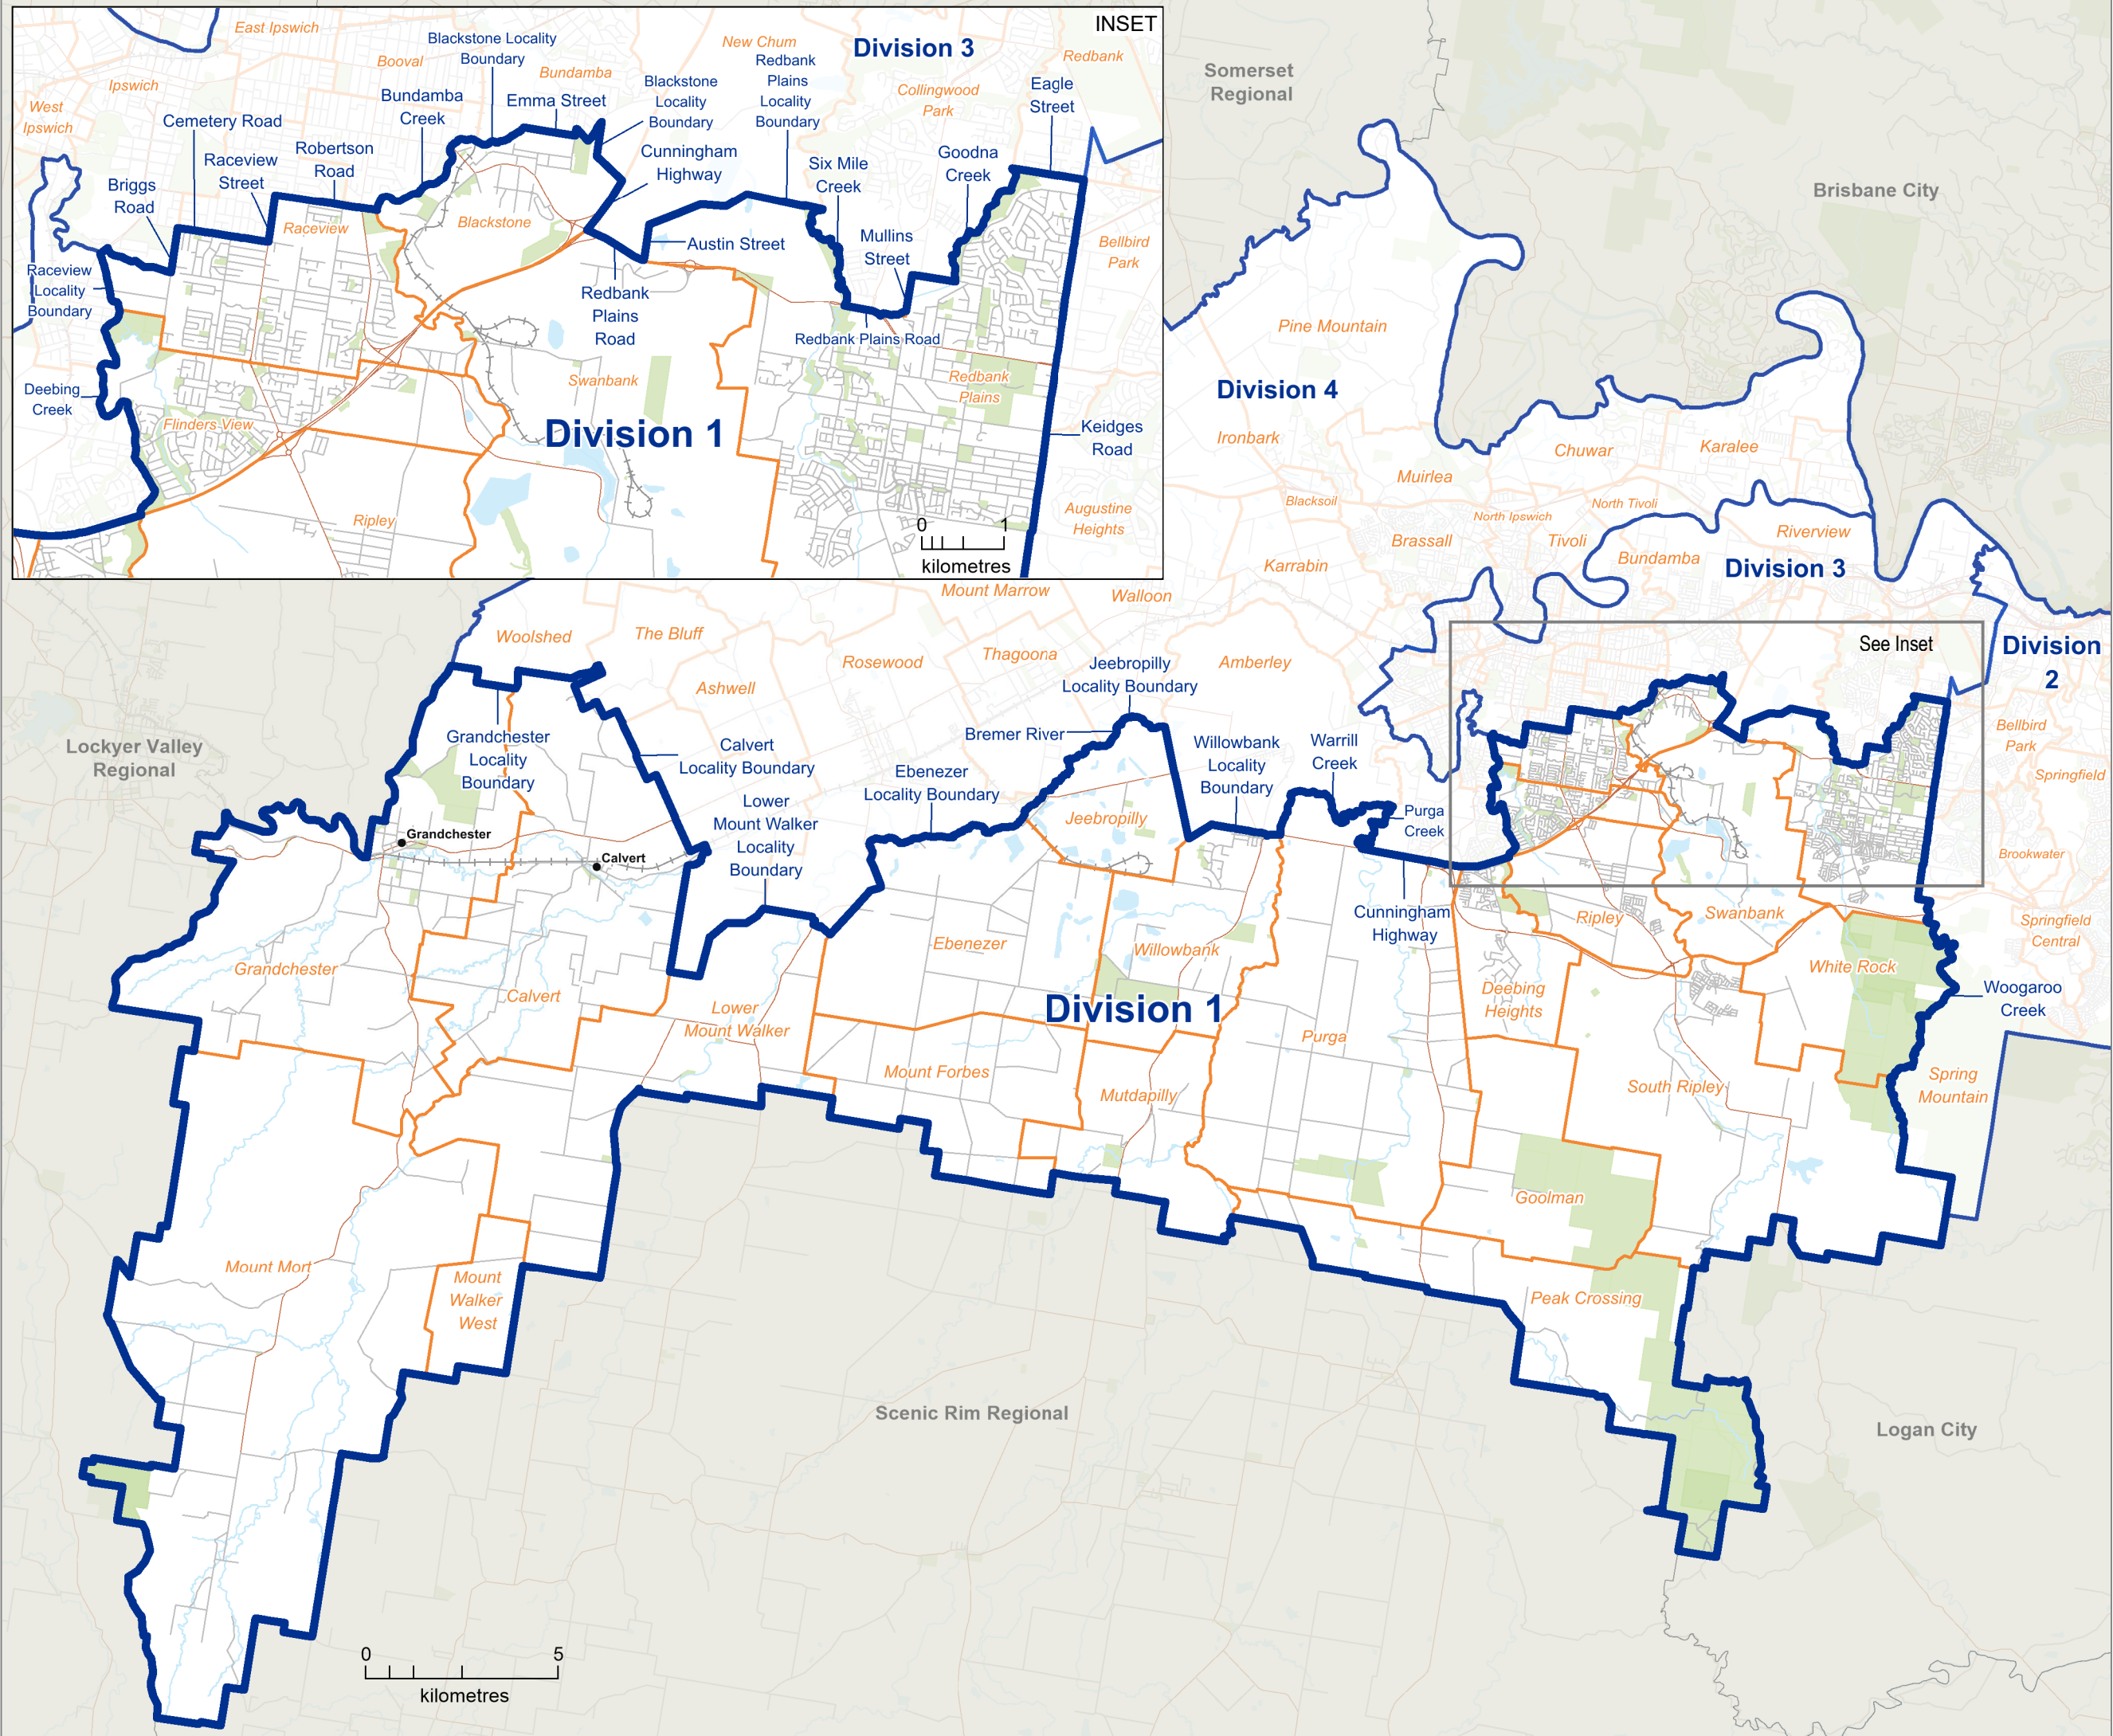 INSET
East Ipswich
Blackstone Locality
Boundary
New Chum
Division 3
Redbank
Booval
Bundamba
Redbank
Plains
Locality
Boundary
Ipswich
West
Ipswich
Bundamba
Creek
Emma Street
Blackstone
Locality
Boundary
Collingwood
Park
Eagle
Street
Cemetery Road
Robertson
Road
Raceview
Street
Briggs
Road
Cunningham
Highway
Six Mile
Creek
Goodna
Creek
Raceview
Blackstone
Austin Street
Mullins
Street
Bellbird
Park
Raceview
Locality
Boundary
Redbank
Plains
Road
Redbank Plains Road
Deebing
Creek
Swanbank
Redbank
Plains
Flinders View
Division 1
Keidges
Road
Ripley
Augustine
Heights
0 1
kilometres
Somerset
Regional
Brisbane City
Pine Mountain
Division 4
Ironbark
Muirlea
Chuwar
Karalee
Blacksoil
North Tivoli
North Ipswich
Brassall
Tivoli
Riverview
Bundamba
Division 3
Karrabin
Mount Marrow
Walloon
Woolshed
The Bluff
Rosewood
Thagoona
Amberley
See Inset
Division
2
Ashwell
Jeebropilly
Locality Boundary
Bremer River
Lockyer Valley
Regional
Grandchester
Locality
Boundary
Calvert
Locality Boundary
Ebenezer
Locality Boundary
Willowbank
Locality
Boundary
Warrill
Creek
Bellbird
Park
Springfield
Lower
Mount Walker
Locality
Boundary
Jeebropilly
Purga
Creek
Grandchester
Calvert
Brookwater
Cunningham
Highway
Ripley
Swanbank
Springfield
Central
Grandchester
Calvert
Ebenezer
Willowbank
White Rock
Deebing
Heights
Woogaroo
Creek
Lower
Mount Walker
Division 1
Purga
Mount Forbes
Mutdapilly
South Ripley
Spring
Mountain
Goolman
Mount Mort
Mount
Walker
West
Peak Crossing
Scenic Rim Regional
Logan City
0 5
kilometres